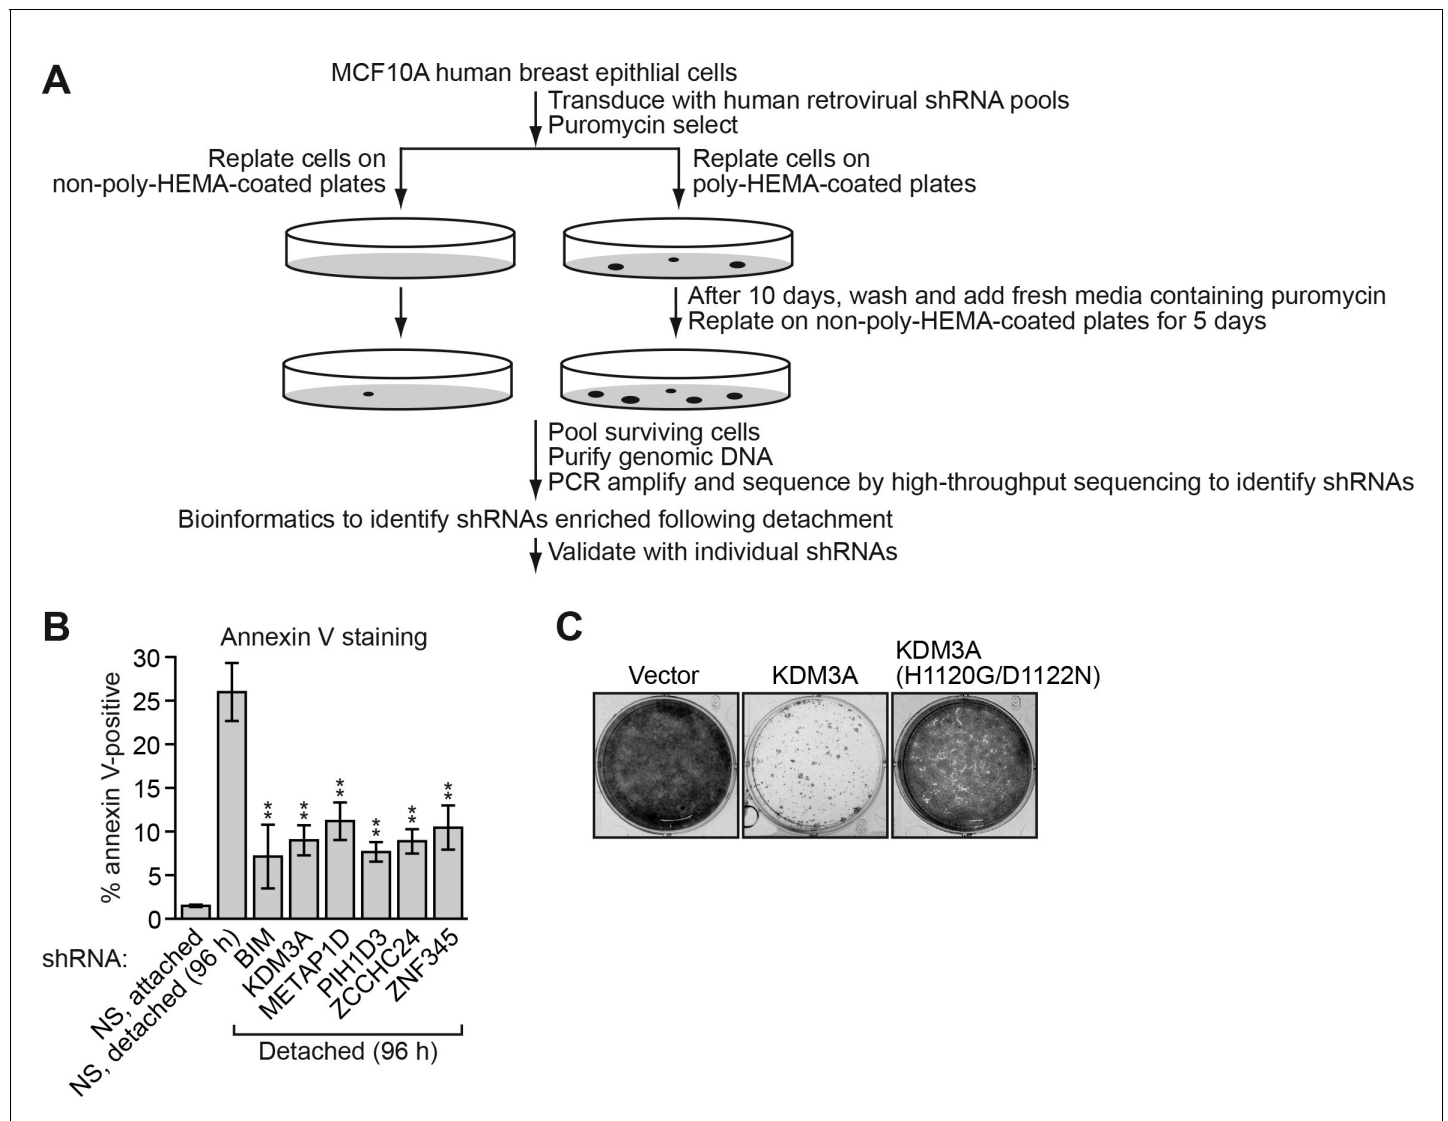 A
MCF10A human breast epithlial cells
Transduce with human retrovirual shRNA pools
Puromycin select
Replate cells on
non-poly-HEMA-coated plates
Replate cells on
poly-HEMA-coated plates
After 10 days, wash and add fresh media containing puromycin
Replate on non-poly-HEMA-coated plates for 5 days
Pool surviving cells
Purify genomic DNA
PCR amplify and sequence by high-throughput sequencing to identify shRNAs
Bioinformatics to identify shRNAs enriched following detachment
Validate with individual shRNAs
B
Annexin V staining
% annexin V-positive
30
25
20
15
10
5
0
**
**
**
**
**
**
shRNA:
NS, attached
NS, detached (96 h)
BIM
KDM3A
METAP1D
PIH1D3
ZCCHC24
ZNF345
Detached (96 h)
C
Vector
KDM3A
KDM3A
(H1120G/D1122N)